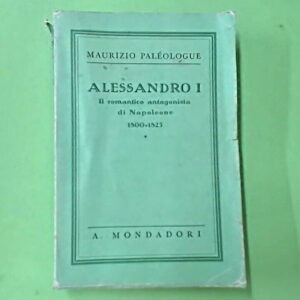 MAURIZIO PALÉOLOGUE
ALESSANDRO I
Il romantico antagonista
di Napoleone
1800-1825
A. MONDADORI